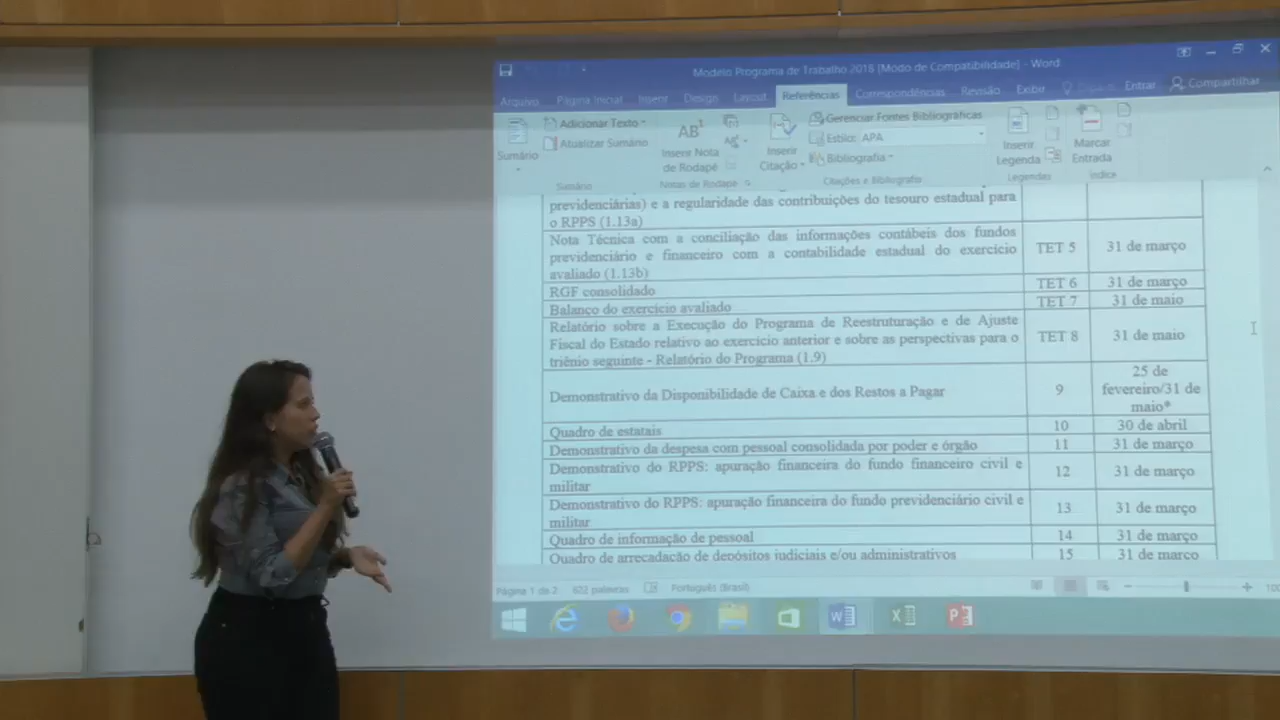 Modelo Programa de Trabalho 2018 [Modo de Compatibilidade] - Word
Arquivo Página Inicial Inserir Design Layout Referências Correspondências Revisão Exibir Entrar Compartilhar
Sumário
Adicionar Texto
Atualizar Sumário
Sumário
AB¹
Inserir Nota
de Rodapé
Notas de Rodapé
Inserir
Citação
Gerenciar Fontes Bibliográficas
Estilo: APA
Bibliografia
Citações e Bibliografia
Inserir
Legenda
Legendas
Marcar
Entrada
Índice
previdenciárias) e a regularidade das contribuições do tesouro estadual para
o RPPS (1.13a)
Nota Técnica com a conciliação das informações contábeis dos fundos
previdenciário e financeiro com a contabilidade estadual do exercício
avaliado (1.13b)
TET 5
31 de março
RGF consolidado TET 6 31 de março
Balanço do exercício avaliado TET 7 31 de maio
Relatório sobre a Execução do Programa de Reestruturação e de Ajuste
Fiscal do Estado relativo ao exercício anterior e sobre as perspectivas para o
triênio seguinte - Relatório do Programa (1.9)
TET 8
31 de maio
Demonstrativo da Disponibilidade de Caixa e dos Restos a Pagar
9
25 de
fevereiro/31 de
maio*
Quadro de estatais 10 30 de abril
Demonstrativo da despesa com pessoal consolidada por poder e órgão 11 31 de março
Demonstrativo do RPPS: apuração financeira do fundo financeiro civil e
militar
12
31 de março
Demonstrativo do RPPS: apuração financeira do fundo previdenciário civil e
militar
13
31 de março
Quadro de informação de pessoal 14 31 de março
Quadro de arrecadação de depósitos judiciais e/ou administrativos 15 31 de março
Página 1 de 2 602 palavras Português (Brasil)